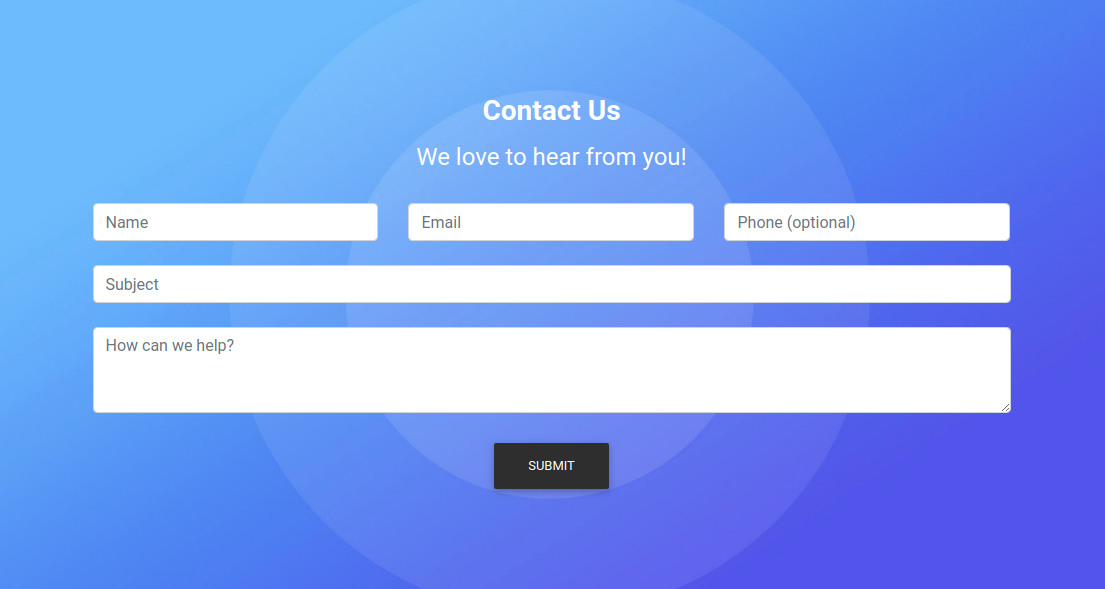 Contact Us
We love to hear from you!
Name Email Phone (optional)
Subject
How can we help?
SUBMIT